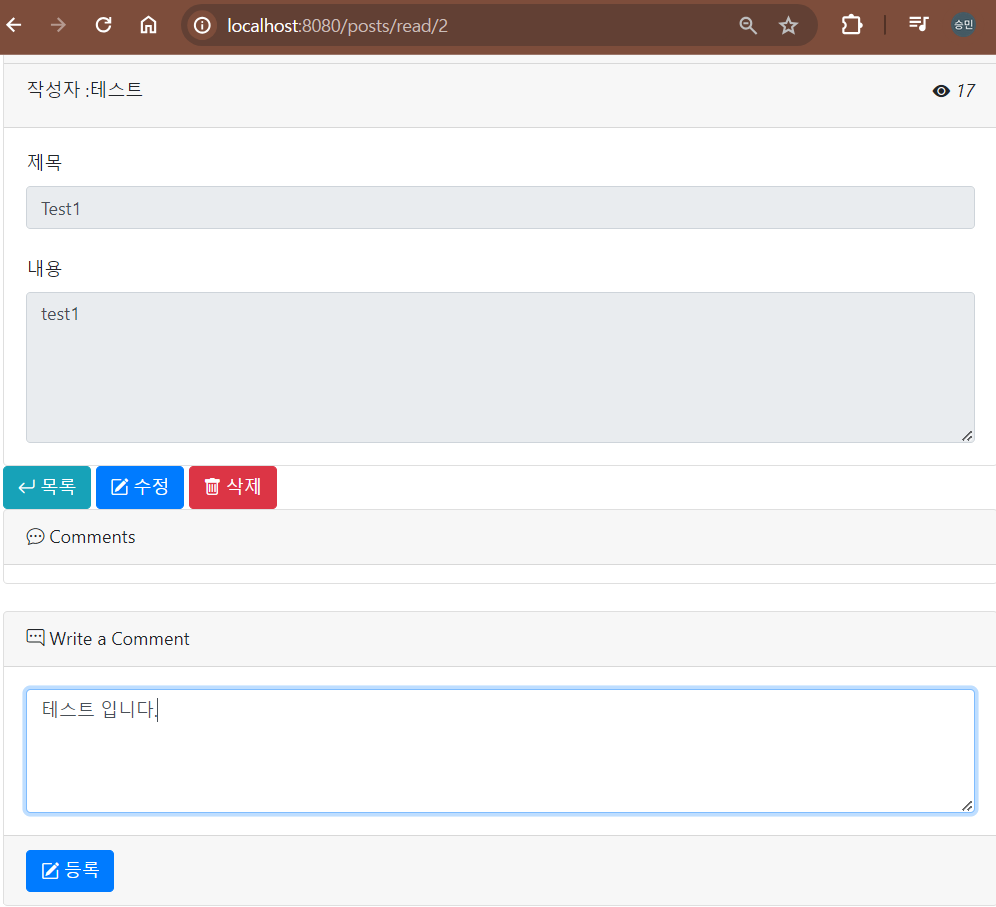 localhost:8080/posts/read/2
승민
작성자 :테스트 17
제목
Test1
내용
test1
목록 수정 삭제
Comments
Write a Comment
테스트 입니다.
등록